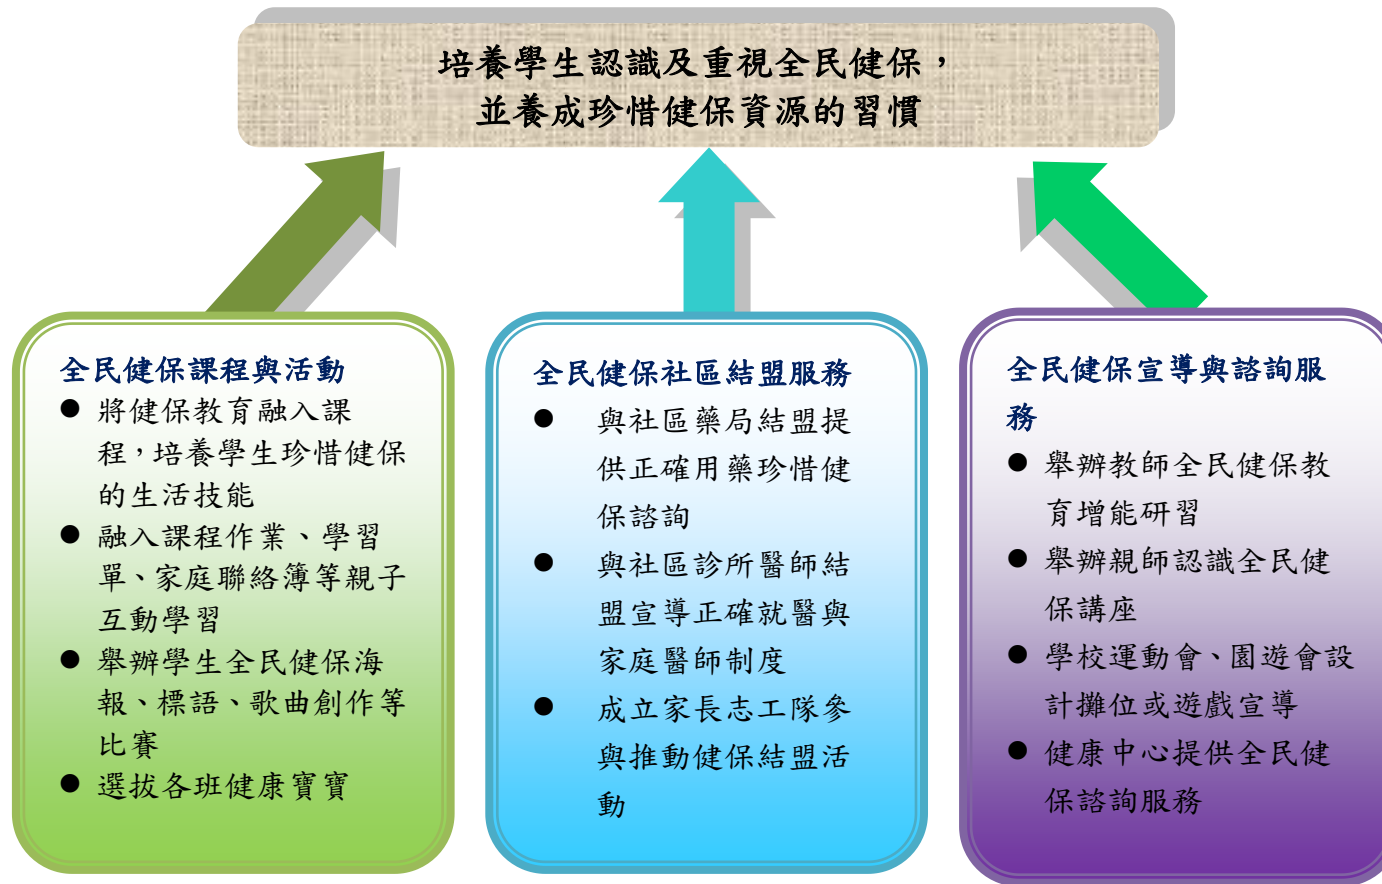 培養學生認識及重視全民健保，
並養成珍惜健保資源的習慣
全民健保課程與活動
● 將健保教育融入課
程，培養學生珍惜健保
的生活技能
● 融入課程作業、學習
單、家庭聯絡簿等親子
互動學習
● 舉辦學生全民健保海
報、標語、歌曲創作等
比賽
● 選拔各班健康寶寶
全民健保社區結盟服務
● 與社區藥局結盟提
供正確用藥珍惜健
保諮詢
● 與社區診所醫師結
盟宣導正確就醫與
家庭醫師制度
● 成立家長志工隊參
與推動健保結盟活
動
全民健保宣導與諮詢服
務
● 舉辦教師全民健保教
育增能研習
● 舉辦親師認識全民健
保講座
● 學校運動會、園遊會設
計攤位或遊戲宣導
● 健康中心提供全民健
保諮詢服務